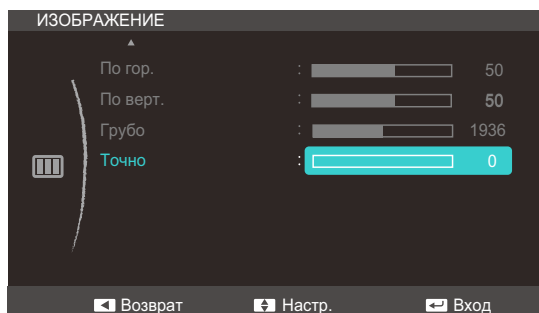 ИЗОБРАЖЕНИЕ
По гор. : 50
По верт. : 50
Грубо : 1936
Точно : 0
Возврат Настр. Вход